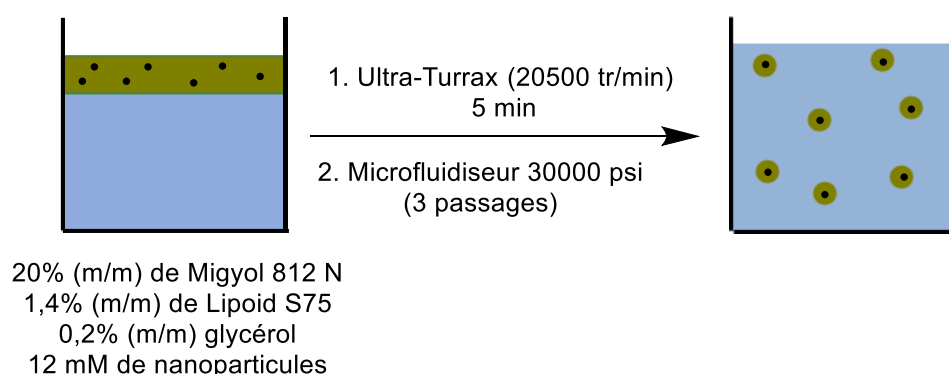 1. Ultra-Turrax (20500 tr/min)
5 min
2. Microfluidiseur 30000 psi
(3 passages)
20% (m/m) de Migyol 812 N
1,4% (m/m) de Lipoid S75
0,2% (m/m) glycérol
12 mM de nanoparticules